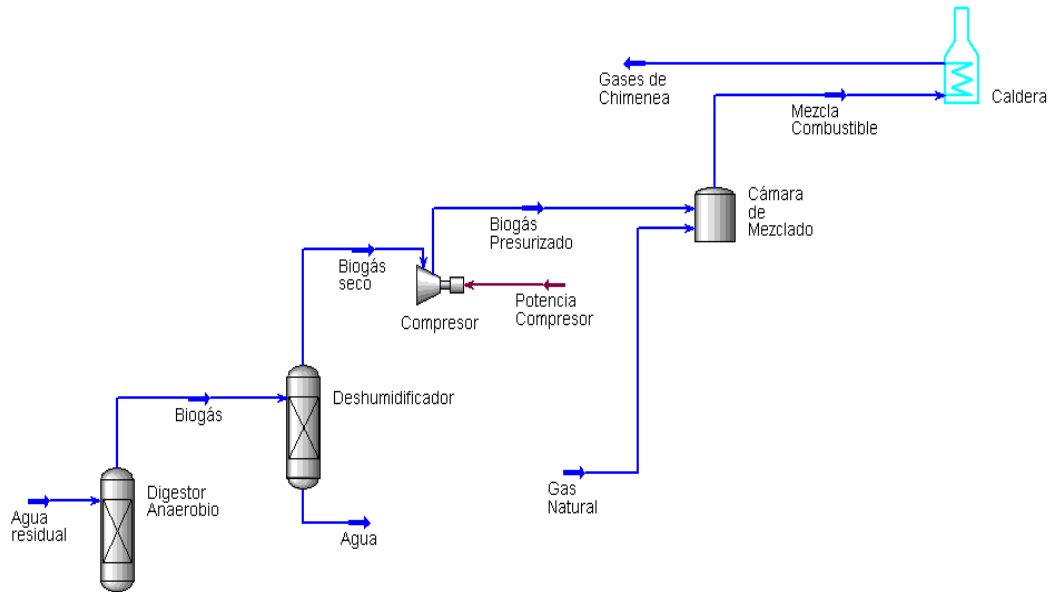 Gases de
Chimenea
Mezcla
Combustible
Caldera
Cámara
de
Mezclado
Biogás
Presurizado
Biogás
seco
Potencia
Compresor
Compresor
Deshumidificador
Biogás
Digestor
Anaerobio
Gas
Natural
Agua
residual
Agua